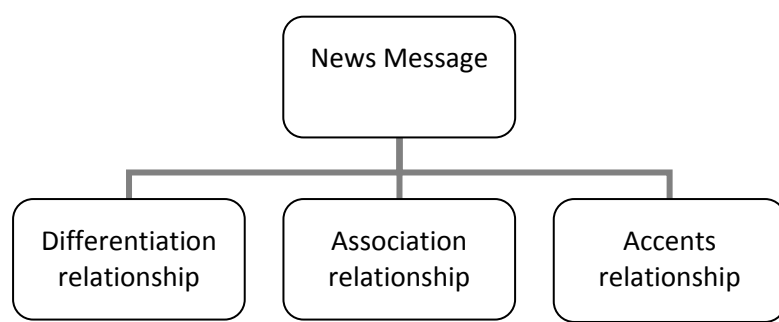 News Message
Differentiation
relationship
Association
relationship
Accents
relationship